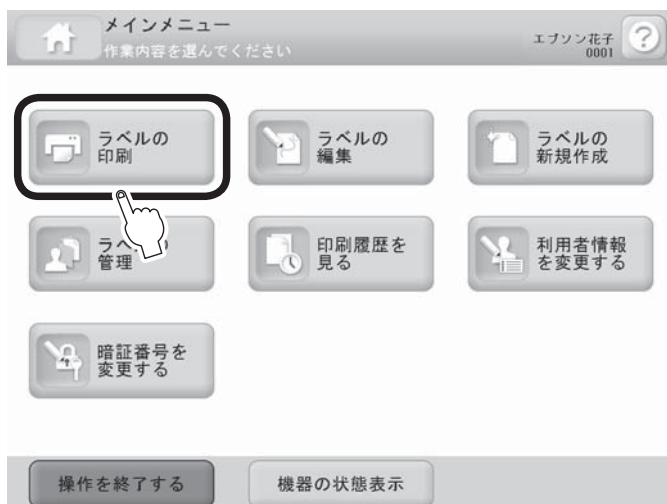 メインメニュー
作業内容を選んでください
エプソン花子
0001
?
ラベルの
印刷
ラベルの
編集
ラベルの
新規作成
ラベ
管理
印刷履歴を
見る
利用者情報
を変更する
暗証番号を
変更する
操作を終了する
機器の状態表示